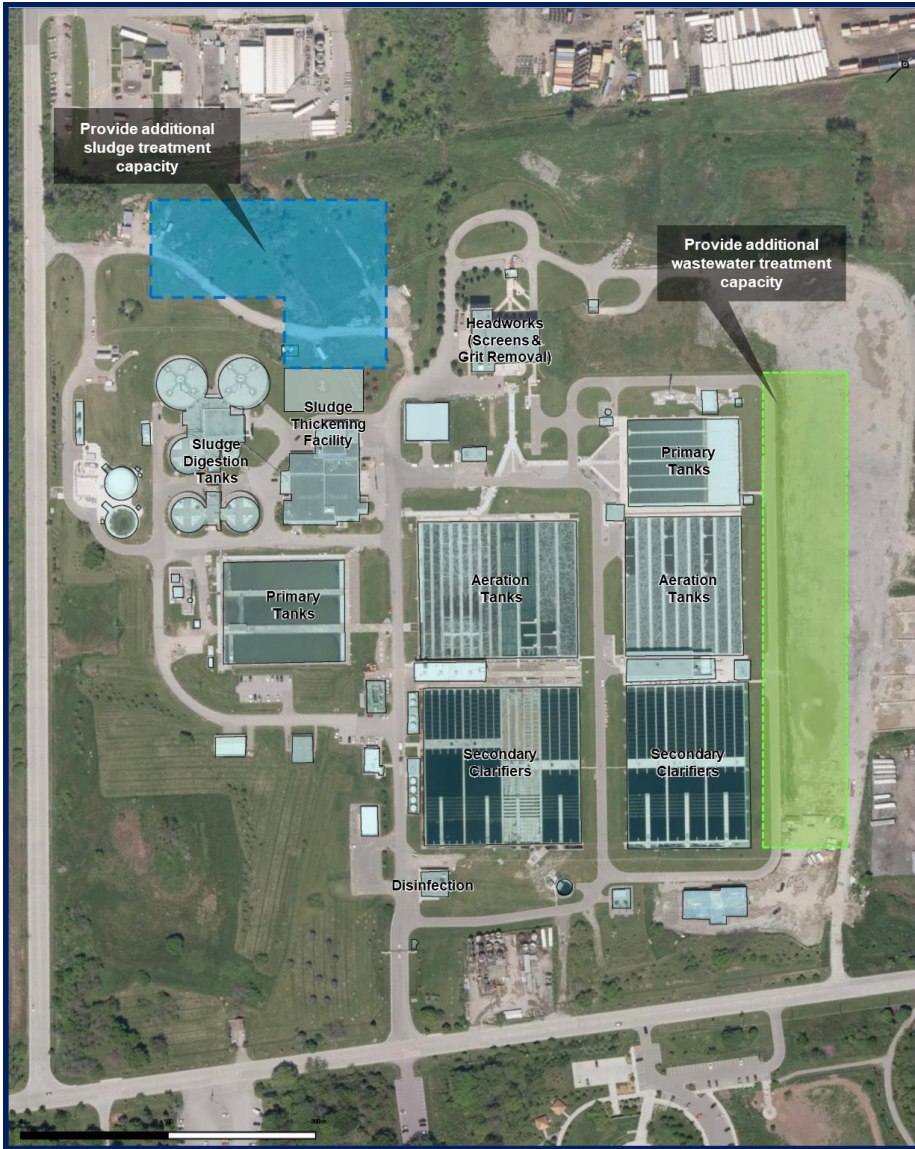 Provide additional
sludge treatment
capacity
Provide additional
wastewater treatment
capacity
Headworks
(Screens &
Grit Removal)
Sludge
Thickening
Facility
Sludge
Digestion
Tanks
Primary
Tanks
Primary
Tanks
Aeration
Tanks
Aeration
Tanks
Secondary
Clarifiers
Secondary
Clarifiers
Disinfection